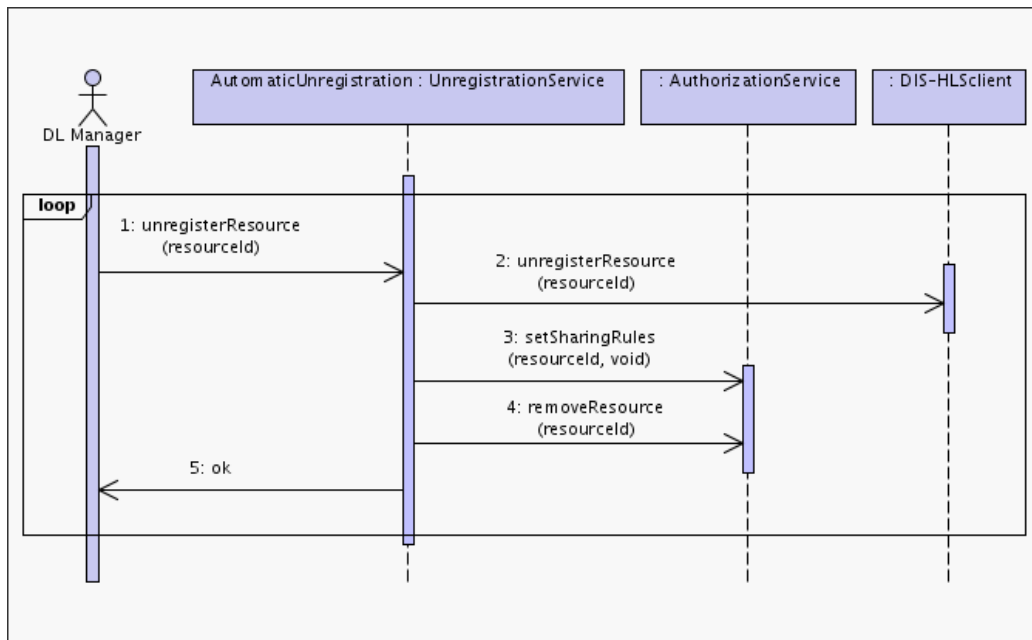 AutomaticUnregistration : UnregistrationService
: AuthorizationService
: DIS-HLSclient
DL Manager
loop
1: unregisterResource
(resourceId)
2: unregisterResource
(resourceId)
3: setSharingRules
(resourceId, void)
4: removeResource
(resourceId)
5: ok